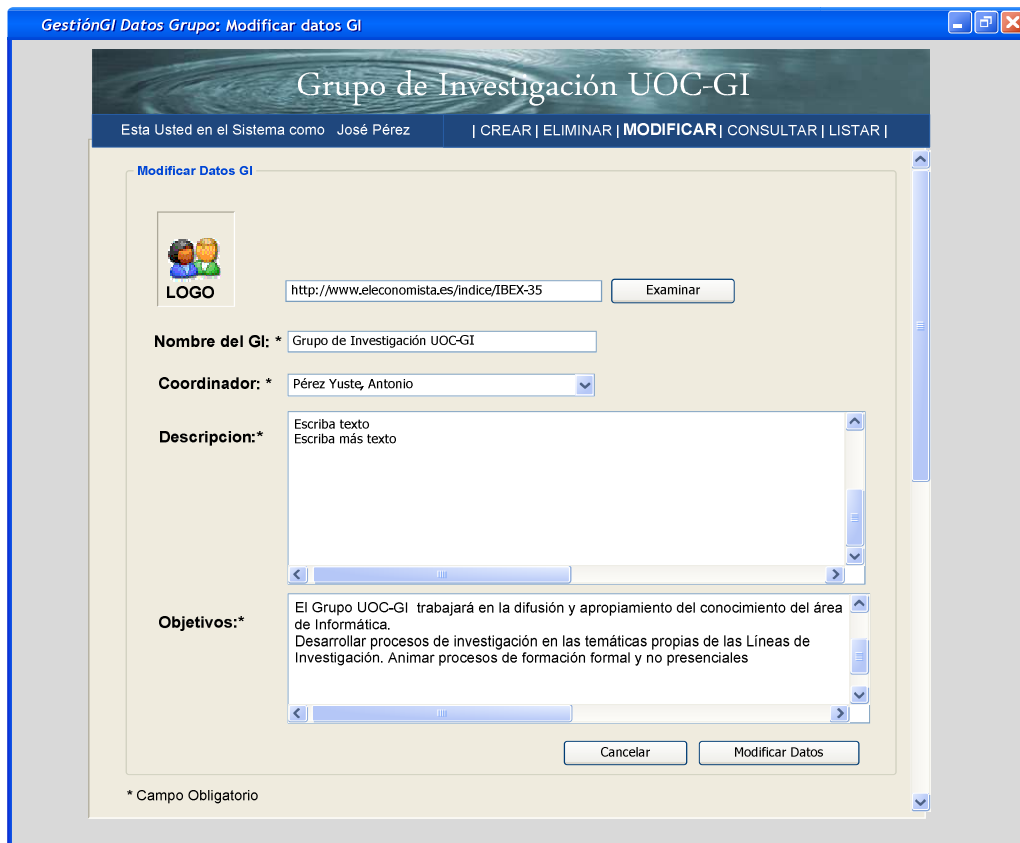 GestiónGI Datos Grupo: Modificar datos GI
Grupo de Investigación UOC-GI
Esta Usted en el Sistema como José Pérez | CREAR | ELIMINAR | MODIFICAR | CONSULTAR | LISTAR |
Modificar Datos GI
LOGO
http://www.eleconomista.es/indice/IBEX-35 Examinar
Nombre del GI: * Grupo de Investigación UOC-GI
Coordinador: * Pérez Yuste, Antonio
Descripcion:*
Escriba texto
Escriba más texto
Objetivos:*
El Grupo UOC-GI trabajará en la difusión y apropiamiento del conocimiento del área
de Informática.
Desarrollar procesos de investigación en las temáticas propias de las Líneas de
Investigación. Animar procesos de formación formal y no presenciales
Cancelar Modificar Datos
* Campo Obligatorio